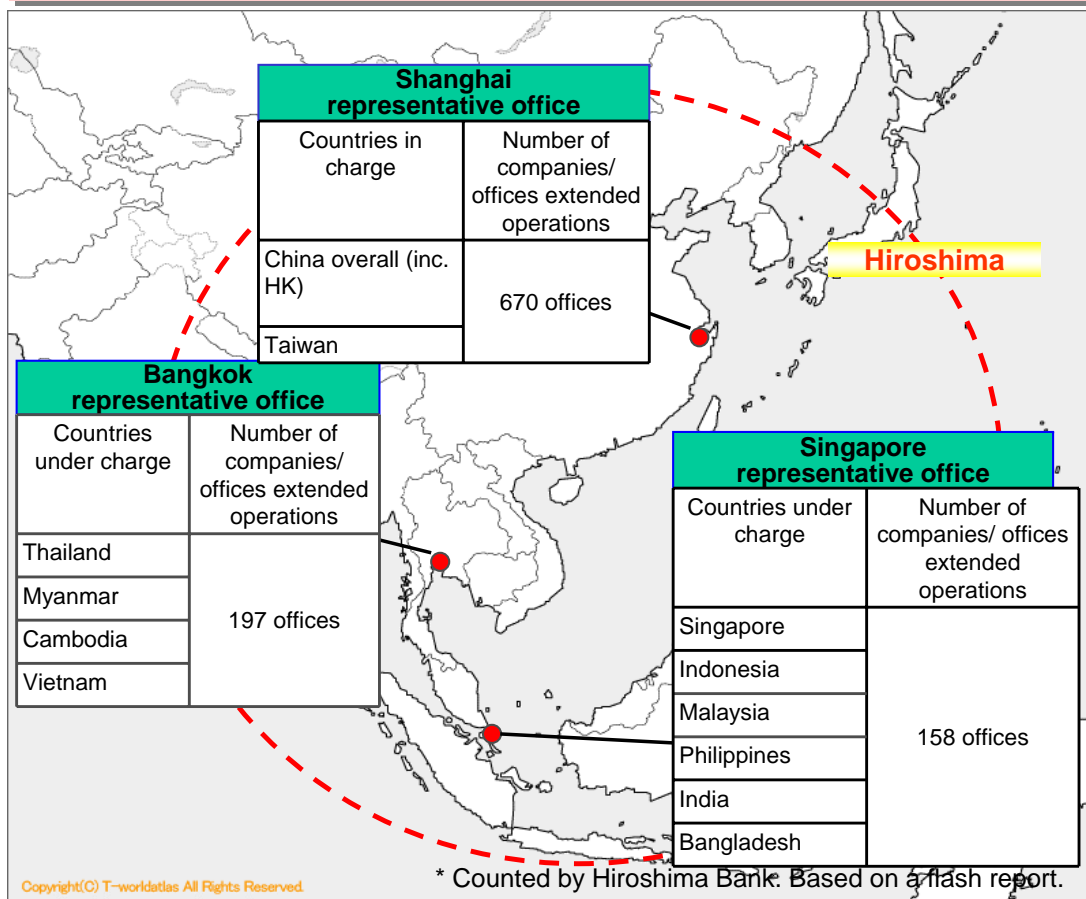 Shanghai
representative office
Countries in
charge
Number of
companies/
offices extended
operations
China overall (inc.
HK)
670 offices
Taiwan
Hiroshima
Bangkok
representative office
Countries
under charge
Number of
companies/
offices extended
operations
Thailand
Myanmar
Cambodia
Vietnam
197 offices
Singapore
representative office
Countries under
charge
Number of
companies/ offices
extended
operations
Singapore
Indonesia
Malaysia
Philippines
India
Bangladesh
158 offices
* Counted by Hiroshima Bank. Based on a flash report.
Copyright(C) T-worldatlas All Rights Reserved.